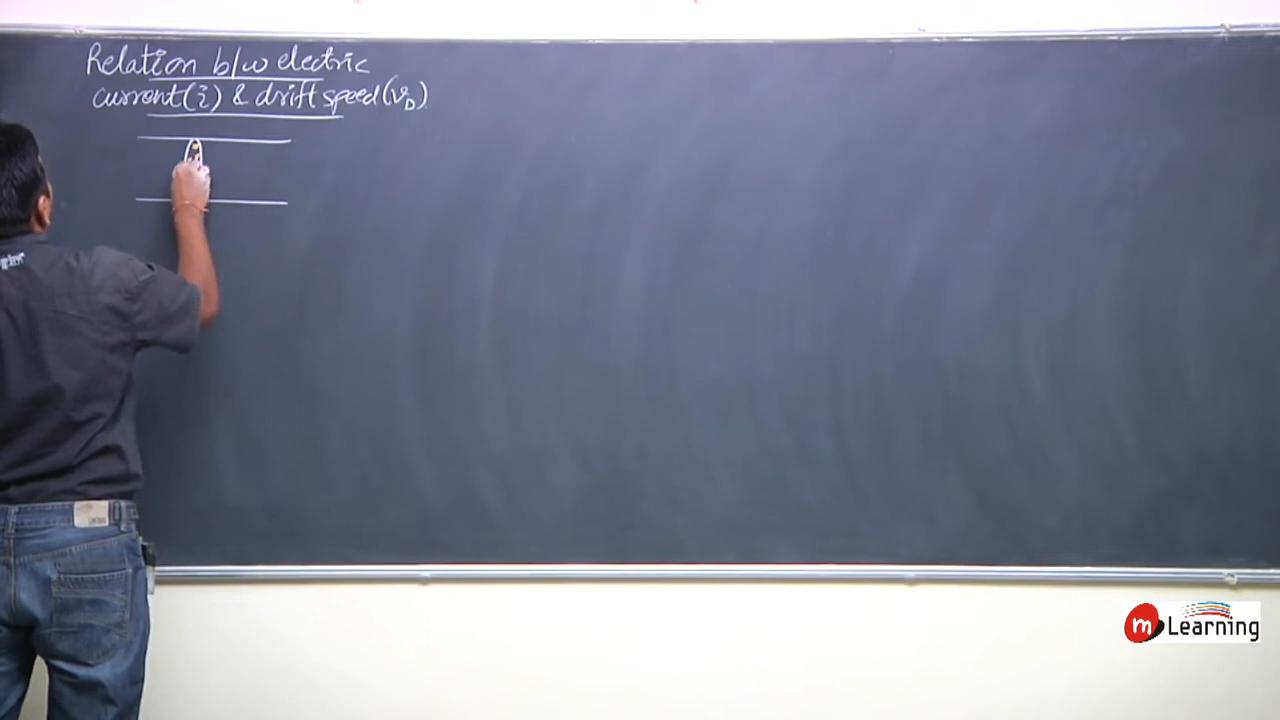 Relation b/w electric
current(i) & drift speed(v_D)
m Learning